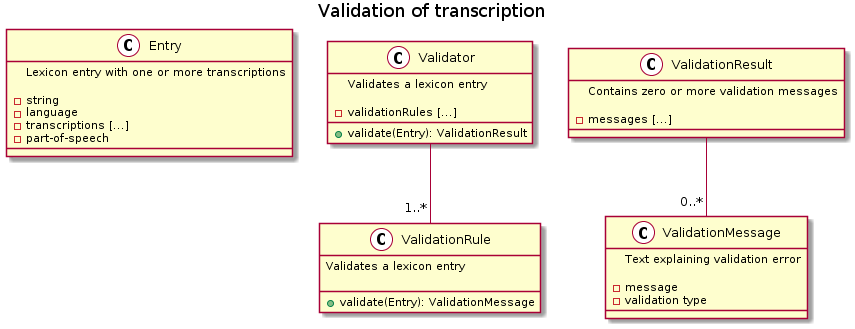 Validation of transcription
C Entry
Lexicon entry with one or more transcriptions
string
language
transcriptions [...]
part-of-speech
C Validator
Validates a lexicon entry
validationRules [...]
validate(Entry): ValidationResult
C ValidationResult
Contains zero or more validation messages
messages [...]
1..*
0..*
C ValidationRule
Validates a lexicon entry
validate(Entry): ValidationMessage
C ValidationMessage
Text explaining validation error
message
validation type